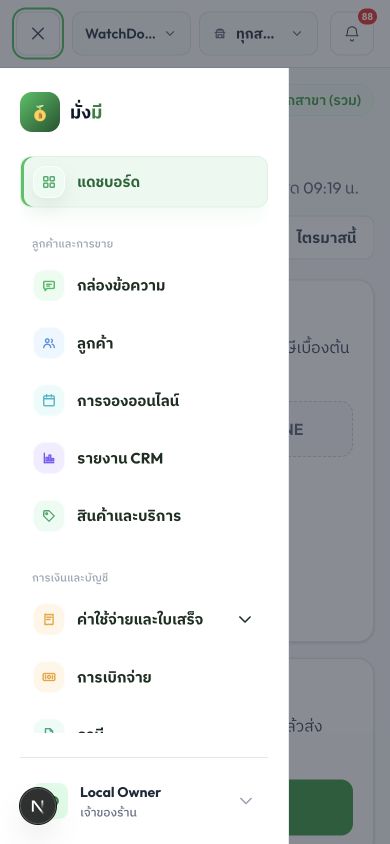 WatchDo...
ทุกส...
88
มั่งมี
กสาขา (รวม)
แดชบอร์ด
09:19 น.
ลูกค้าและการขาย
ไตรมาสนี้
กล่องข้อความ
ลูกค้า
ษีเบื้องต้น
การจองออนไลน์
NE
รายงาน CRM
สินค้าและบริการ
การเงินและบัญชี
ค่าใช้จ่ายและใบเสร็จ
การเบิกจ่าย
ล้วส่ง
Local Owner
เจ้าของร้าน
N